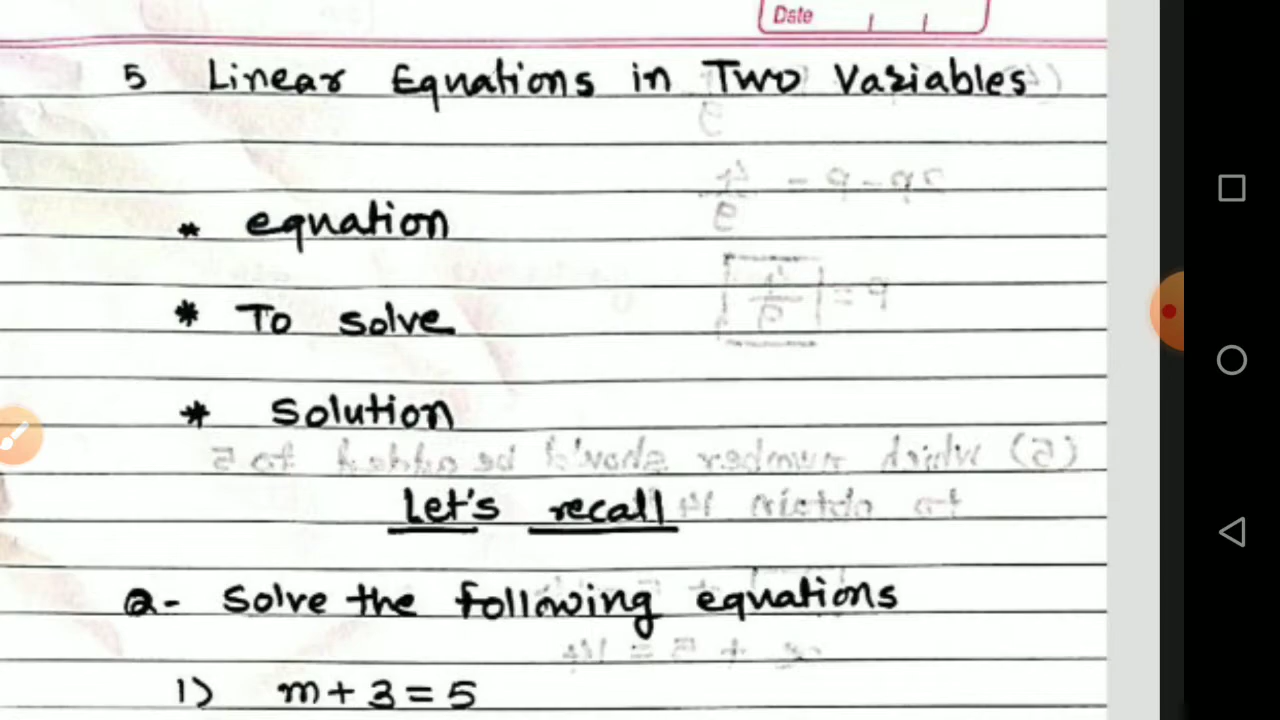 Date
5 Linear Equations in Two Variables
* equation
* To solve
* Solution
Let's recall
Q- Solve the following equations
1) m+3=5